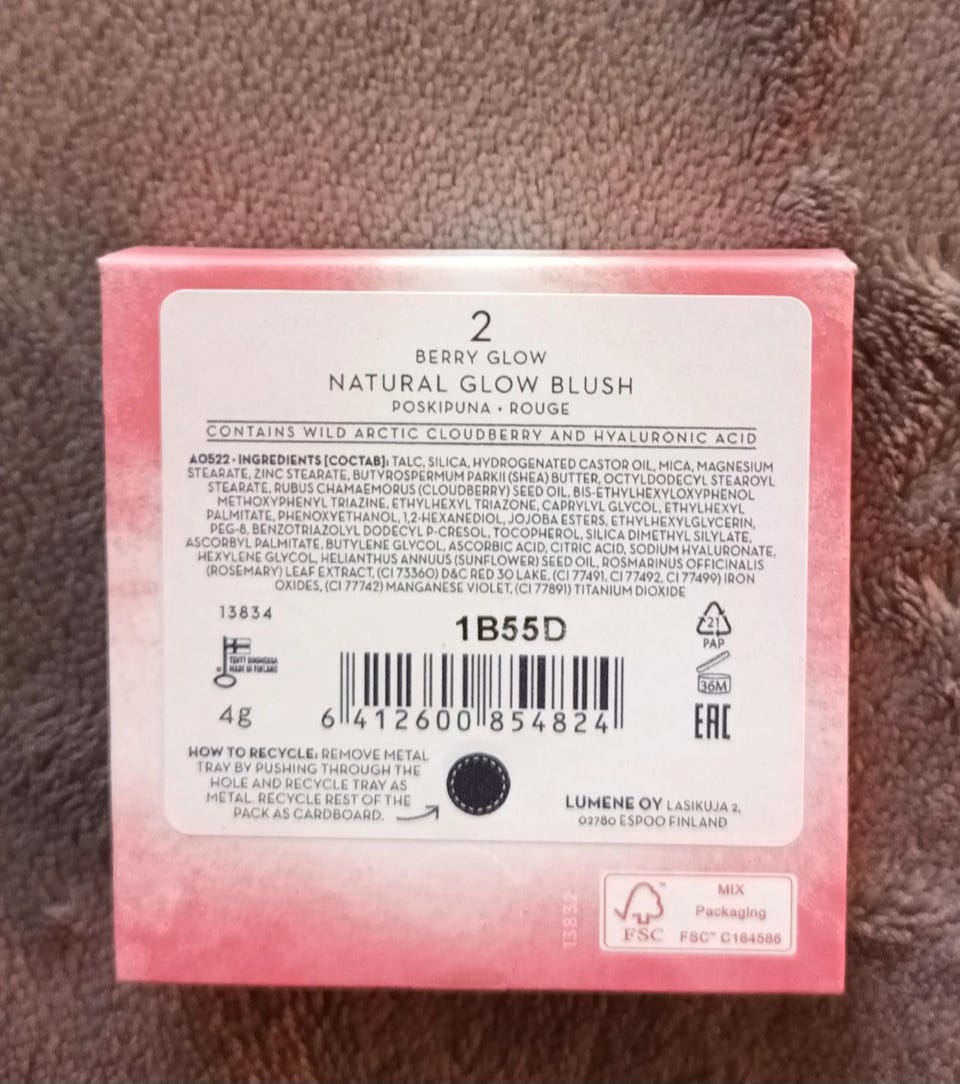 2
BERRY GLOW
NATURAL GLOW BLUSH
POSKIPUNA • ROUGE
CONTAINS WILD ARCTIC CLOUDBERRY AND HYALURONIC ACID
A0522 • INGREDIENTS [COCTAB]: TALC, SILICA, HYDROGENATED CASTOR OIL, MICA, MAGNESIUM
STEARATE, ZINC STEARATE, BUTYROSPERMUM PARKII (SHEA) BUTTER, OCTYLDODECYL STEAROYL
STEARATE, RUBUS CHAMAEMORUS (CLOUDBERRY) SEED OIL, BIS-ETHYLHEXYLOXYPHENOL
METHOXYPHENYL TRIAZINE, ETHYLHEXYL TRIAZONE, CAPRYLYL GLYCOL, ETHYLHEXYL
PALMITATE, PHENOXYETHANOL, 1,2-HEXANEDIOL, JOJOBA ESTERS, ETHYLHEXYLGLYCERIN,
PEG-8, BENZOTRIAZOLYL DODECYL P-CRESOL, TOCOPHEROL, SILICA DIMETHYL SILYLATE,
ASCORBYL PALMITATE, BUTYLENE GLYCOL, ASCORBIC ACID, CITRIC ACID, SODIUM HYALURONATE,
HEXYLENE GLYCOL, HELIANTHUS ANNUUS (SUNFLOWER) SEED OIL, ROSMARINUS OFFICINALIS
(ROSEMARY) LEAF EXTRACT, (CI 73360) D&C RED 30 LAKE, (CI 77491, CI 77492, CI 77499) IRON
OXIDES, (CI 77742) MANGANESE VIOLET, (CI 77891) TITANIUM DIOXIDE
13834
1B55D
21
PAP
TEHTY SUOMESSA
MADE IN FINLAND
36M
4g
6 412600 854824
EAC
HOW TO RECYCLE: REMOVE METAL
TRAY BY PUSHING THROUGH THE
HOLE AND RECYCLE TRAY AS
METAL. RECYCLE REST OF THE
PACK AS CARDBOARD.
LUMENE OY LASIKUJA 2,
02780 ESPOO FINLAND
13832
FSC™
MIX
Packaging
FSC™ C164586